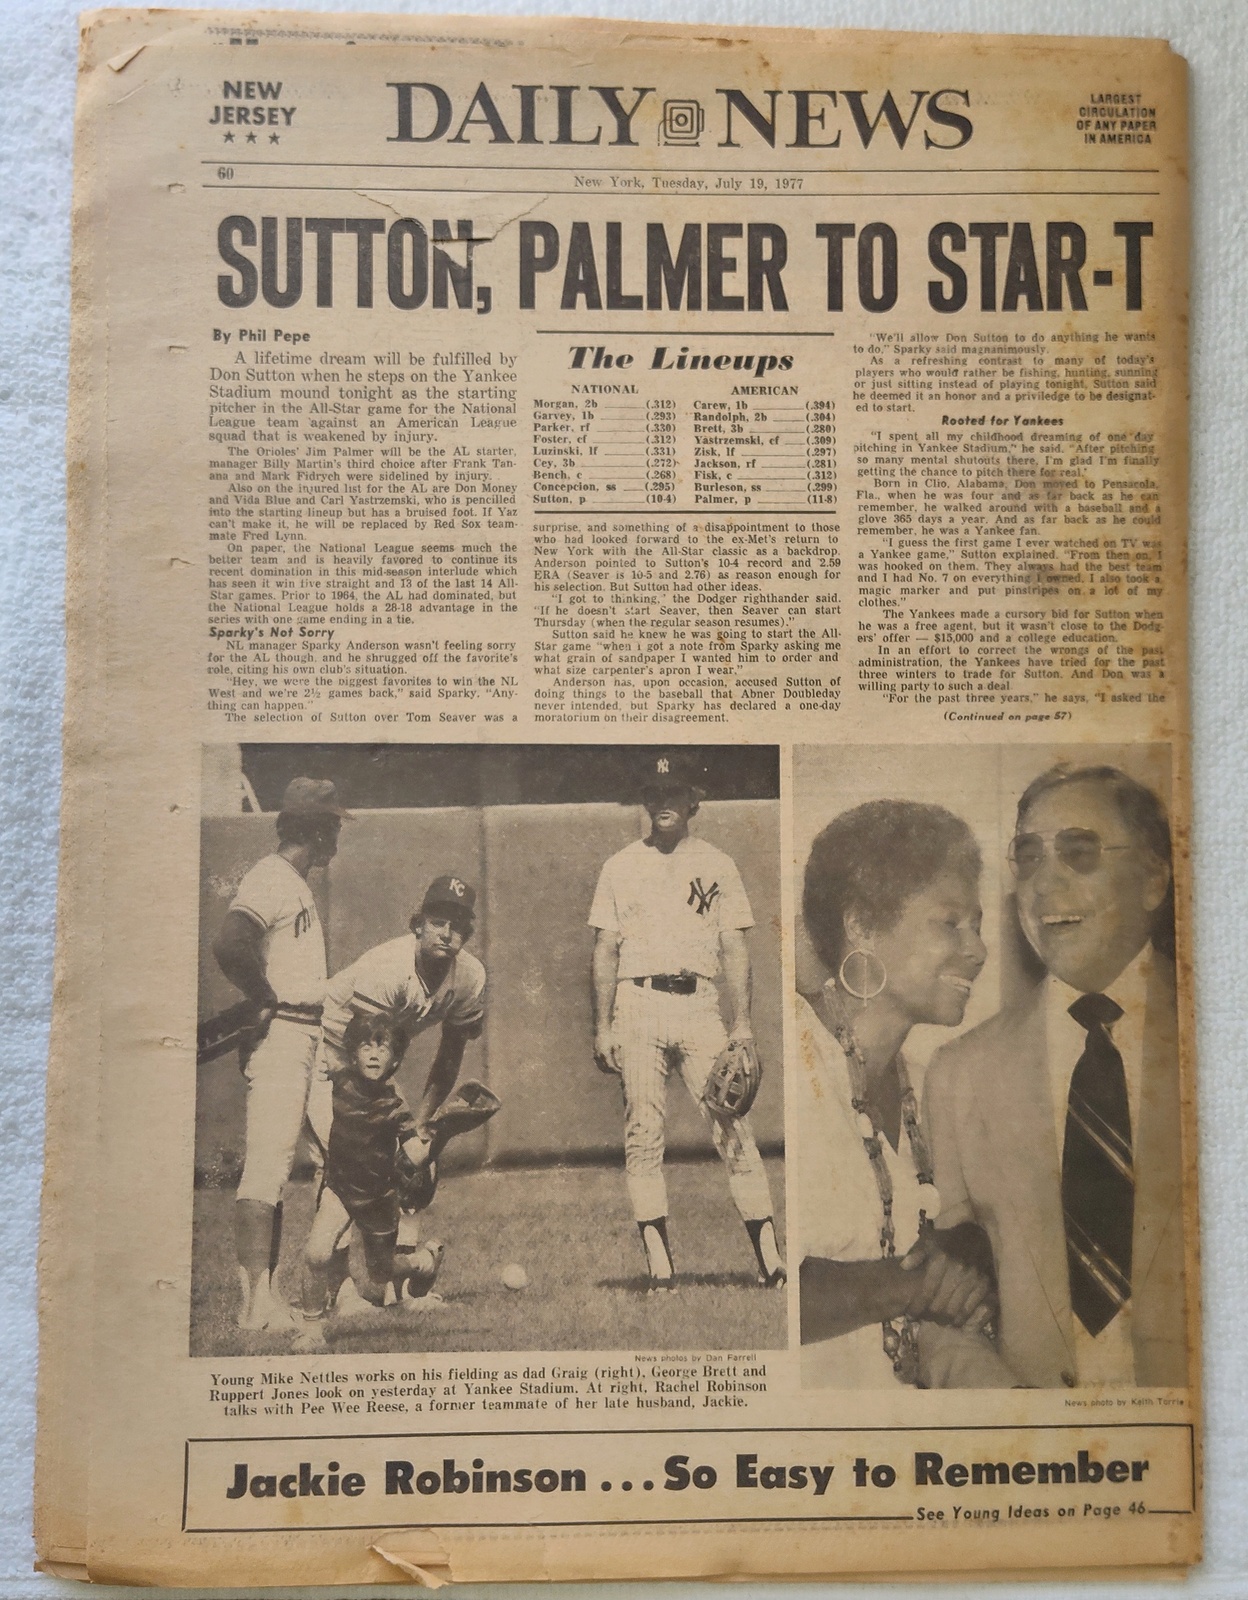 NEW
JERSEY
★ ★ ★
DAILY NEWS
LARGEST
CIRCULATION
OF ANY PAPER
IN AMERICA
60
New York, Tuesday, July 19, 1977
SUTTON, PALMER TO STAR-T
By Phil Pepe
A lifetime dream will be fulfilled by
Don Sutton when he steps on the Yankee
Stadium mound tonight as the starting
pitcher in the All-Star game for the National
League team against an American League
squad that is weakened by injury.
The Orioles' Jim Palmer will be the AL starter,
manager Billy Martin's third choice after Frank Tan-
ana and Mark Fidrych were sidelined by injury.
Also on the injured list for the AL are Don Money
and Vida Blue and Carl Yastrzemski, who is pencilled
into the starting lineup but has a bruised foot. If Yaz
can't make it, he will be replaced by Red Sox team-
mate Fred Lynn.
On paper, the National League seems much the
better team and is heavily favored to continue its
recent domination in this mid-season interlude which
has seen it win five straight and 13 of the last 14 All-
Star games. Prior to 1964, the AL had dominated, but
the National League holds a 28-18 advantage in the
series with one game ending in a tie.
Sparky's Not Sorry
NL manager Sparky Anderson wasn't feeling sorry
for the AL though, and he shrugged off the favorite's
role, citing his own club's situation.
"Hey, we were the biggest favorites to win the NL
West and we're 2½ games back," said Sparky. "Any-
thing can happen."
The selection of Sutton over Tom Seaver was a
The Lineups
NATIONAL
Morgan, 2b (.312)
Garvey, 1b (.293)
Parker, rf (.330)
Foster, cf (.312)
Luzinski, lf (.331)
Cey, 3b (.272)
Bench, c (.268)
Concepcion, ss (.295)
Sutton, p (10-4)
AMERICAN
Carew, 1b (.394)
Randolph, 2b (.304)
Brett, 3b (.280)
Yastrzemski, cf (.309)
Zisk, lf (.297)
Jackson, rf (.281)
Fisk, c (.312)
Burleson, ss (.299)
Palmer, p (11-8)
surprise, and something of a disappointment to those
who had looked forward to the ex-Met's return to
New York with the All-Star classic as a backdrop.
Anderson pointed to Sutton's 10-4 record and 2.59
ERA (Seaver is 10-5 and 2.76) as reason enough for
his selection. But Sutton had other ideas.
"I got to thinking," the Dodger righthander said.
"If he doesn't start Seaver, then Seaver can start
Thursday (when the regular season resumes)."
Sutton said he knew he was going to start the All-
Star game "when i got a note from Sparky asking me
what grain of sandpaper I wanted him to order and
what size carpenter's apron I wear."
Anderson has, upon occasion, accused Sutton of
doing things to the baseball that Abner Doubleday
never intended, but Sparky has declared a one-day
moratorium on their disagreement.
"We'll allow Don Sutton to do anything he wants
to do," Sparky said magnanimously.
As a refreshing contrast to many of today's
players who would rather be fishing, hunting, sunning
or just sitting instead of playing tonight, Sutton said
he deemed it an honor and a priviledge to be designat-
ed to start.
Rooted for Yankees
"I spent all my childhood dreaming of one day
pitching in Yankee Stadium," he said. "After pitching
so many mental shutouts there, I'm glad I'm finally
getting the chance to pitch there for real."
Born in Clio, Alabama, Don moved to Pensacola,
Fla., when he was four and as far back as he can
remember, he walked around with a baseball and a
glove 365 days a year. And as far back as he could
remember, he was a Yankee fan.
"I guess the first game I ever watched on TV was
a Yankee game," Sutton explained. "From then on, I
was hooked on them. They always had the best team
and I had No. 7 on everything I owned. I also took a
magic marker and put pinstripes on a lot of my
clothes."
The Yankees made a cursory bid for Sutton when
he was a free agent, but it wasn't close to the Dodg-
ers' offer — $15,000 and a college education.
In an effort to correct the wrongs of the past
administration, the Yankees have tried for the past
three winters to trade for Sutton. And Don was a
willing party to such a deal.
"For the past three years," he says, "I asked the
(Continued on page 57)
KC
NY
NY
News photos by Dan Farrell
Young Mike Nettles works on his fielding as dad Graig (right), George Brett and
Ruppert Jones look on yesterday at Yankee Stadium. At right, Rachel Robinson
talks with Pee Wee Reese, a former teammate of her late husband, Jackie.
News photo by Keith Torrie
Jackie Robinson . . . So Easy to Remember
See Young Ideas on Page 46